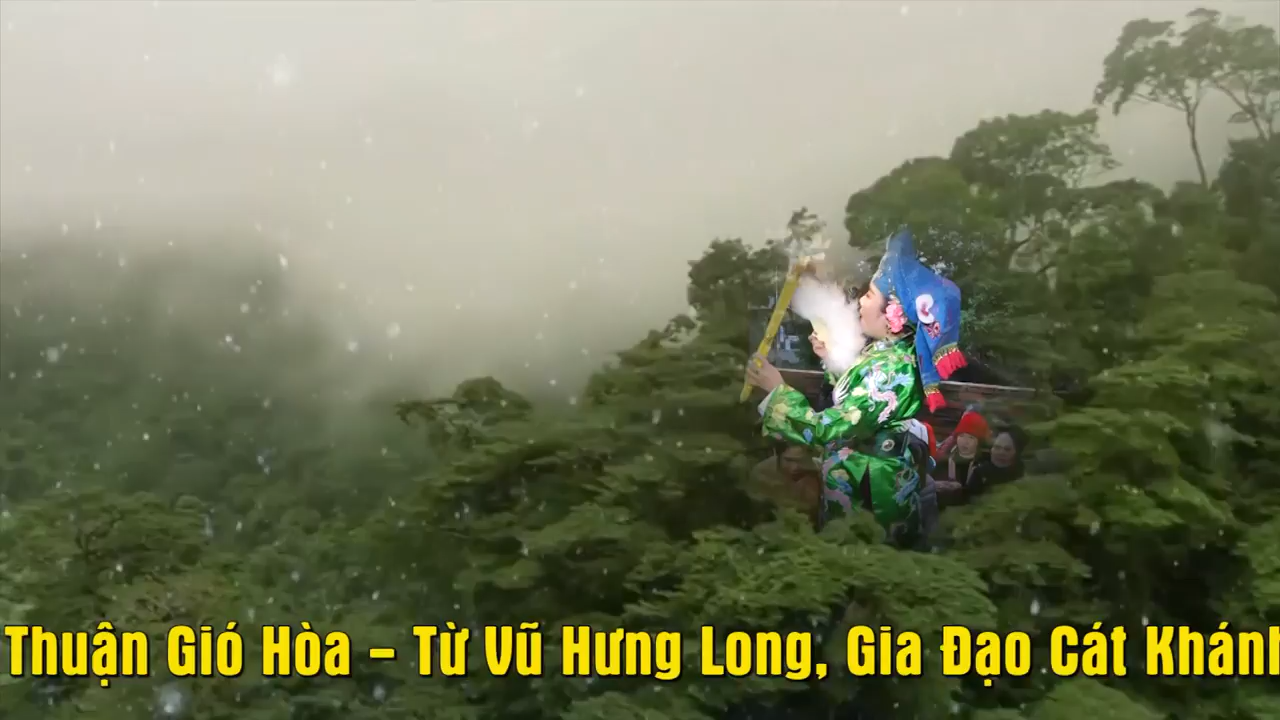 Thuận Gió Hòa – Từ Vũ Hưng Long, Gia Đạo Cát Khánh